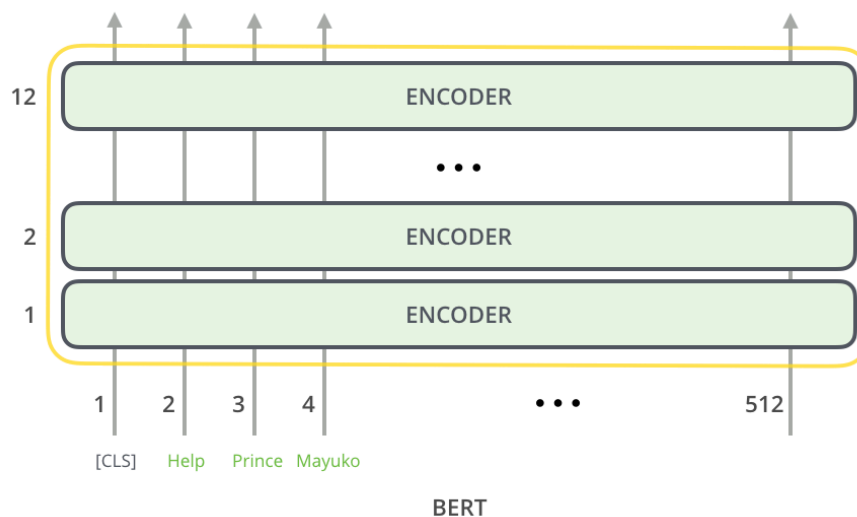 12 ENCODER
...
2 ENCODER
1 ENCODER
1 2 3 4 ... 512
[CLS] Help Prince Mayuko
BERT